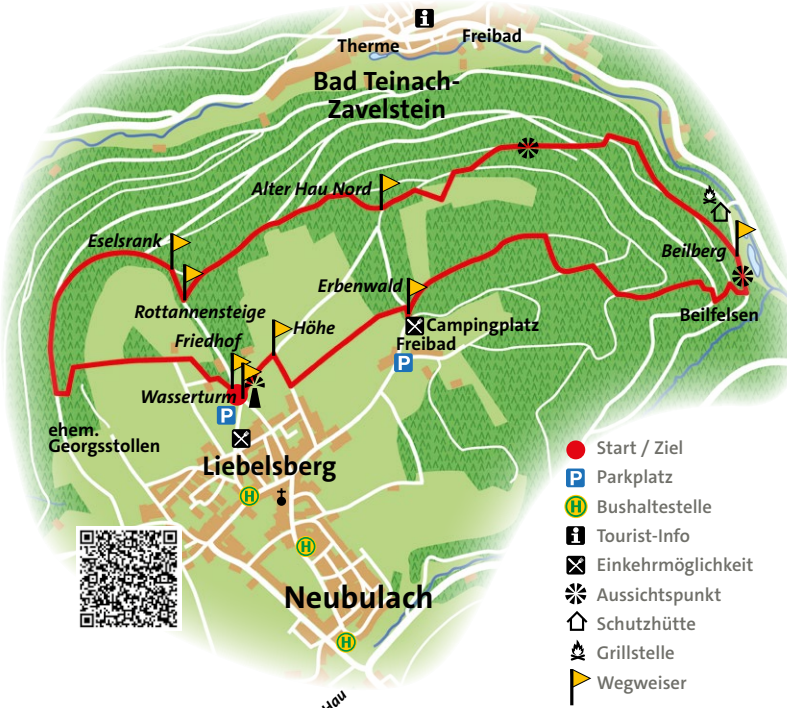 i
Therme
Freibad
Bad Teinach-
Zavelstein
Alter Hau Nord
Eselsrank
Beilberg
Erbenwald
Rottannensteige
Beilfelsen
Friedhof
Höhe
Campingplatz
Freibad
P
Wasserturm
P
ehem.
Georgsstollen
Liebelsberg
H
H
Neubulach
H
Hau
Start / Ziel
P Parkplatz
H Bushaltestelle
i Tourist-Info
Einkehrmöglichkeit
Aussichtspunkt
Schutzhütte
Grillstelle
Wegweiser